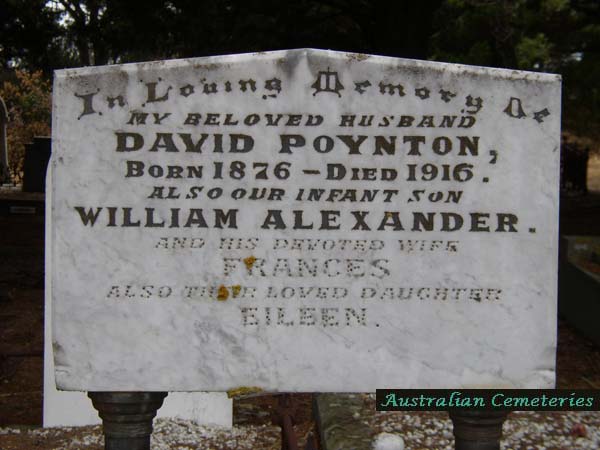 In Loving Memory Of
MY BELOVED HUSBAND
DAVID POYNTON,
BORN 1876 - DIED 1916.
ALSO OUR INFANT SON
WILLIAM ALEXANDER.
AND HIS DEVOTED WIFE
FRANCES
ALSO THEIR LOVED DAUGHTER
EILEEN.
Australian Cemeteries